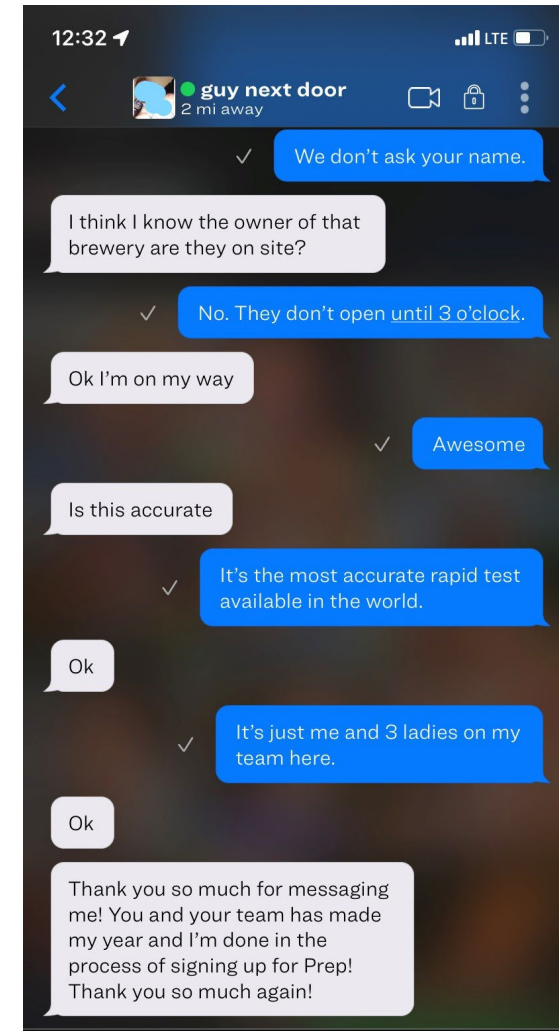 12:32 LTE
guy next door
2 mi away
We don't ask your name.
I think I know the owner of that
brewery are they on site?
No. They don't open until 3 o'clock.
Ok I'm on my way
Awesome
Is this accurate
It's the most accurate rapid test
available in the world.
Ok
It's just me and 3 ladies on my
team here.
Ok
Thank you so much for messaging
me! You and your team has made
my year and I'm done in the
process of signing up for Prep!
Thank you so much again!